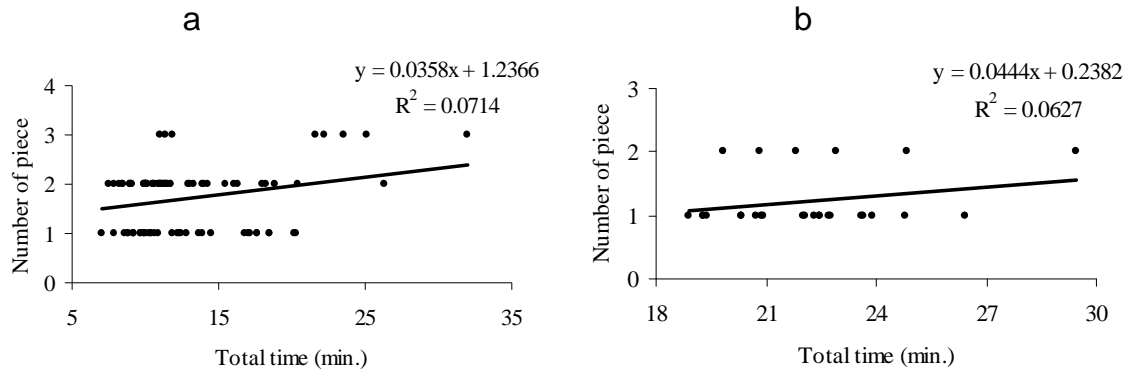 a
y = 0.0358x + 1.2366
R² = 0.0714
Number of piece
4
3
2
1
0
5 15 25 35
Total time (min.)
b
y = 0.0444x + 0.2382
R² = 0.0627
Number of piece
3
2
1
0
18 21 24 27 30
Total time (min.)